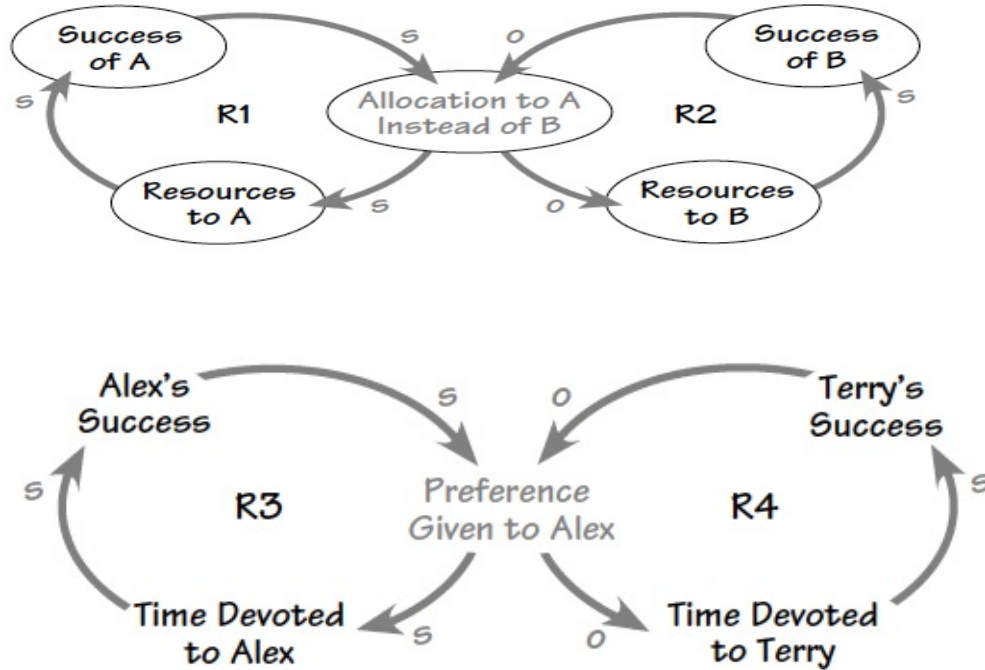 Success
of A
s
o
Success
of B
s
R1
Allocation to A
Instead of B
R2
s
Resources
to A
s
o
Resources
to B
Alex's
Success
s
o
Terry's
Success
s
R3
Preference
Given to Alex
R4
s
Time Devoted
to Alex
s
o
Time Devoted
to Terry